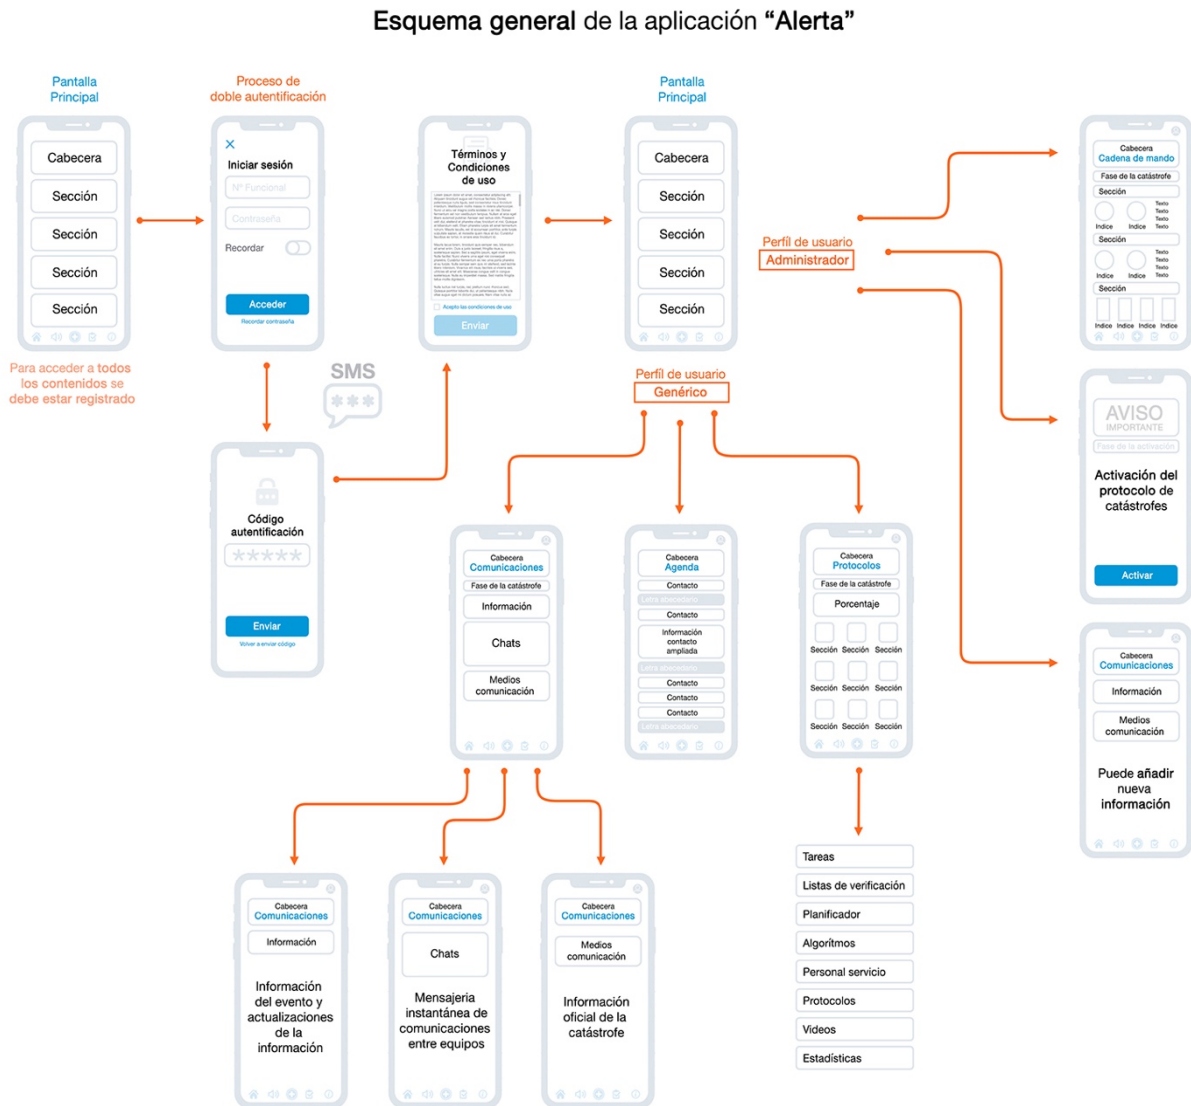 Esquema general de la aplicación “Alerta”
Pantalla
Principal
Cabecera
Sección
Sección
Sección
Sección
Para acceder a todos
los contenidos se
debe estar registrado
Proceso de
doble autentificación
Iniciar sesión
Nº Funcional
Contraseña
Recordar
Acceder
Recordar contraseña
SMS
***
Código
autentificación
*****
Enviar
Volver a enviar código
Términos y
Condiciones
de uso
Acepto las condiciones de uso
Enviar
Pantalla
Principal
Cabecera
Sección
Sección
Sección
Sección
Perfíl de usuario
Administrador
Perfíl de usuario
Genérico
Cabecera
Cadena de mando
Fase de la catástrofe
Sección
Indice
Indice
Texto
Texto
Texto
Texto
Sección
Indice
Indice
Texto
Texto
Texto
Texto
Sección
Indice
Indice
Indice
Indice
AVISO
IMPORTANTE
Fase de la activación
Activación del
protocolo de
catástrofes
Activar
Cabecera
Comunicaciones
Información
Medios
comunicación
Puede añadir
nueva
información
Cabecera
Comunicaciones
Fase de la catástrofe
Información
Chats
Medios
comunicación
Cabecera
Agenda
Contacto
Letra abecedario
Contacto
Información
contacto
ampliada
Letra abecedario
Contacto
Contacto
Contacto
Letra abecedario
Cabecera
Protocolos
Fase de la catástrofe
Porcentaje
Sección Sección Sección
Sección Sección Sección
Sección Sección Sección
Cabecera
Comunicaciones
Información
Información
del evento y
actualizaciones
de la
información
Cabecera
Comunicaciones
Chats
Mensajeria
instantánea de
comunicaciones
entre equipos
Cabecera
Comunicaciones
Medios
comunicación
Información
oficial de la
catástrofe
Tareas
Listas de verificación
Planificador
Algorítmos
Personal servicio
Protocolos
Videos
Estadísticas